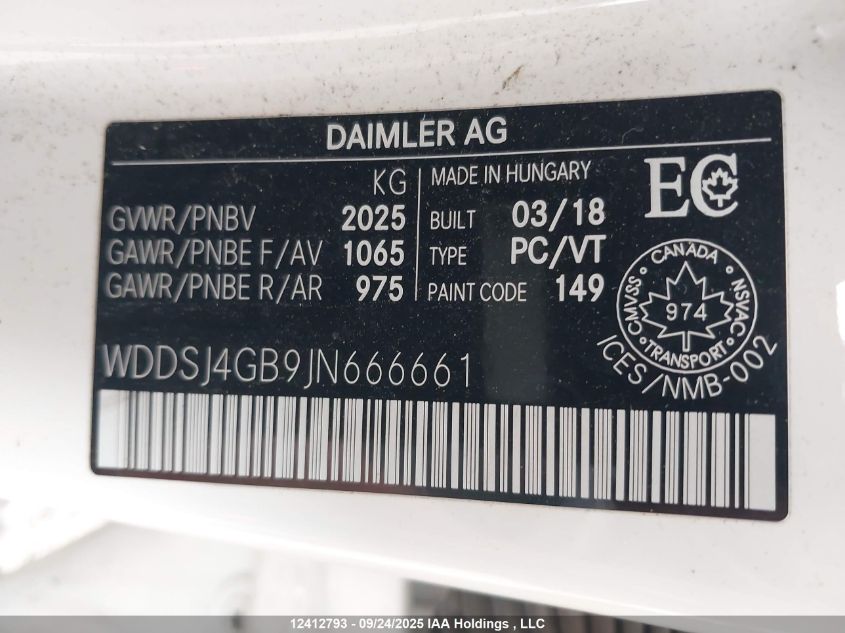 DAIMLER AG
KG
GVWR/PNBV 2025
GAWR/PNBE F/AV 1065
GAWR/PNBE R/AR 975
MADE IN HUNGARY
BUILT 03/18
TYPE PC/VT
PAINT CODE 149
EC
CANADA
CMVSS 974 NSVAC
TRANSPORT
ICES/NMB-002
WDDSJ4GB9JN666661
12412793 - 09/24/2025 IAA Holdings , LLC